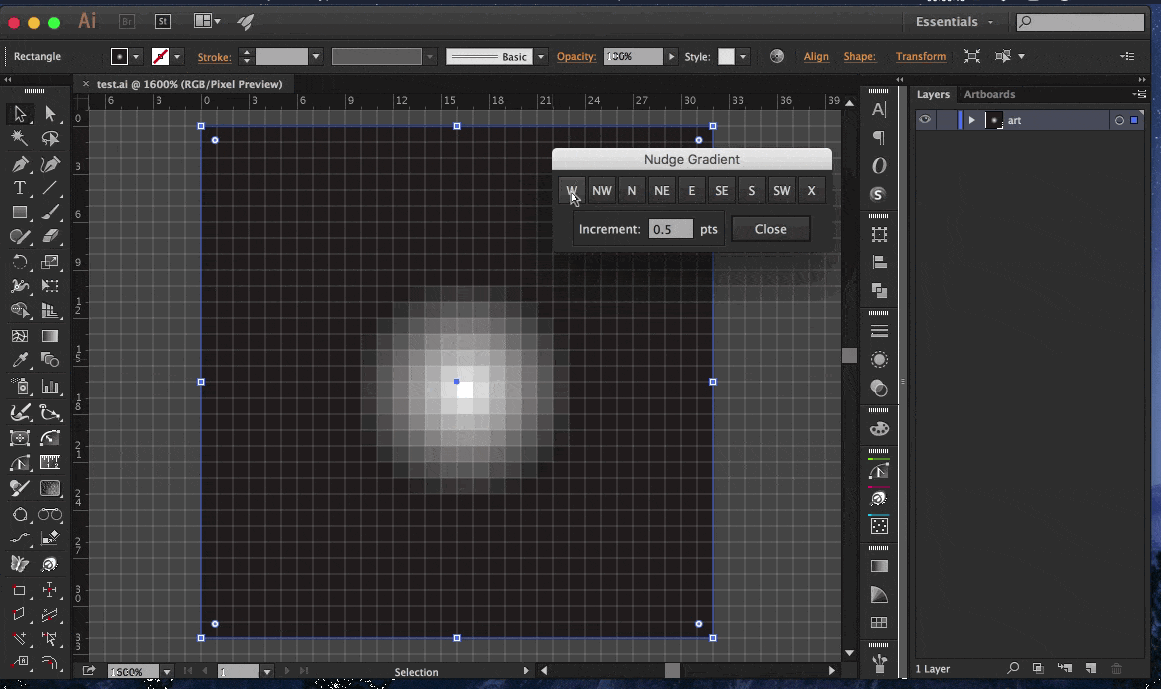 Ai Br St Essentials
Rectangle Stroke: Basic Opacity: 100% Style: Align Shape: Transform
× test.ai @ 1600% (RGB/Pixel Preview)
6 3 0 3 6 9 12 15 18 21 24 27 30 33 36 39
0
3
6
9
12
15
18
21
24
27
30
33
Nudge Gradient
W NW N NE E SE S SW X
Increment: 0.5 pts Close
Layers Artboards
art
1600% 1 Selection
1 Layer